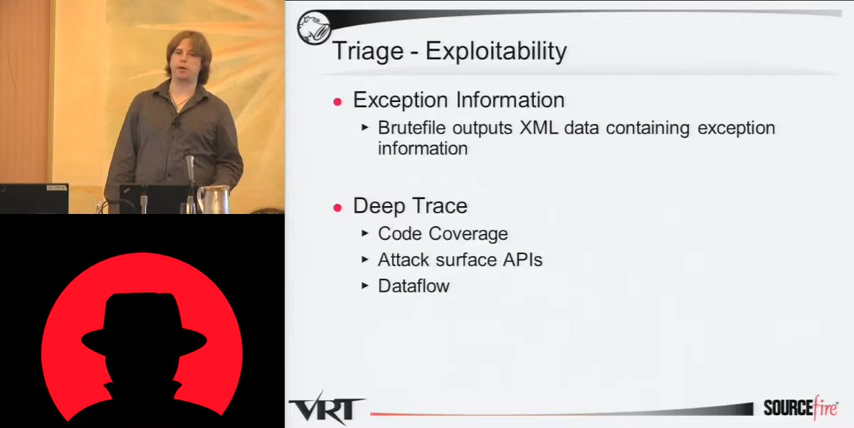 Triage - Exploitability
Exception Information
Brutefile outputs XML data containing exception
information
Deep Trace
Code Coverage
Attack surface APIs
Dataflow
VRT
SOURCEfire